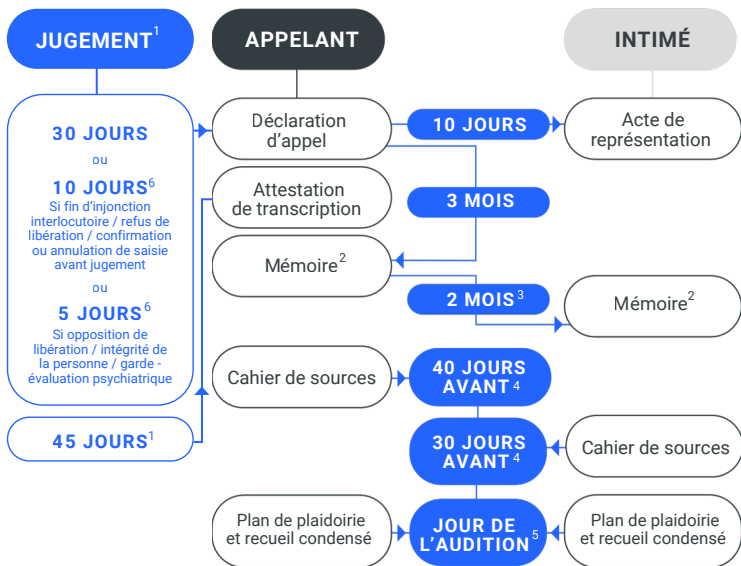 JUGEMENT1
APPELANT
INTIMÉ
30 JOURS
ou
10 JOURS6
Si fin d'injonction
interlocutoire / refus de
libération / confirmation
ou annulation de saisie
avant jugement
ou
5 JOURS6
Si opposition de
libération / intégrité de
la personne / garde -
évaluation psychiatrique
45 JOURS1
Déclaration
d'appel
10 JOURS
Acte de
représentation
Attestation
de transcription
3 MOIS
Mémoire2
2 MOIS3
Mémoire2
Cahier de sources
40 JOURS
AVANT4
30 JOURS
AVANT4
Cahier de sources
Plan de plaidoirie
et recueil condensé
JOUR DE
L'AUDITION5
Plan de plaidoirie
et recueil condensé